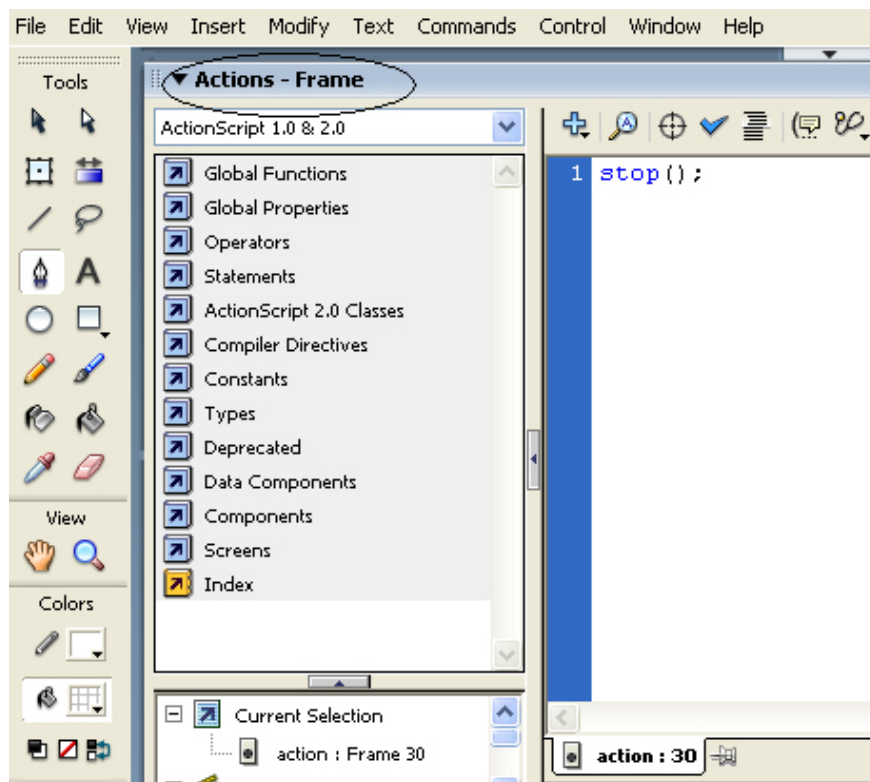 File Edit View Insert Modify Text Commands Control Window Help
Tools
Actions - Frame
ActionScript 1.0 & 2.0
Global Functions
Global Properties
Operators
Statements
ActionScript 2.0 Classes
Compiler Directives
Constants
Types
Deprecated
Data Components
Components
Screens
Index
1 stop();
View
Colors
Current Selection
action : Frame 30
action : 30